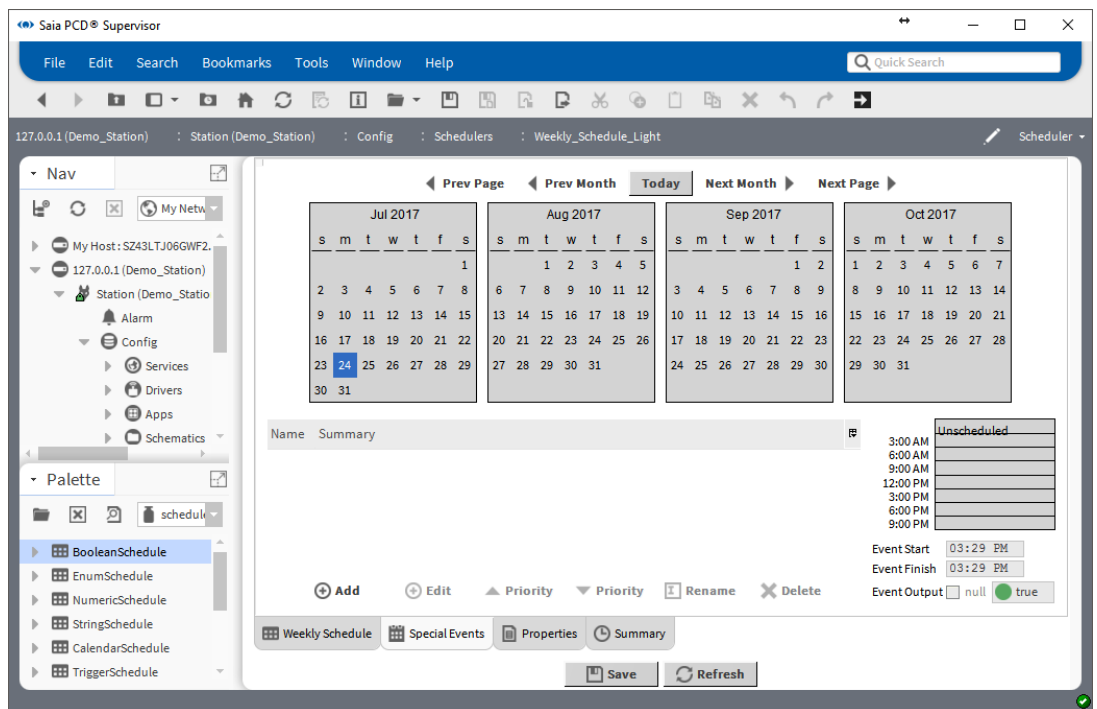 Saia PCD® Supervisor
File Edit Search Bookmarks Tools Window Help Quick Search
127.0.0.1 (Demo_Station) : Station (Demo_Station) : Config : Schedulers : Weekly_Schedule_Light Scheduler
Nav
My Netw
My Host : SZ43LTJ06GWF2.
127.0.0.1 (Demo_Station)
Station (Demo_Statio
Alarm
Config
Services
Drivers
Apps
Schematics
Palette
schedule
BooleanSchedule
EnumSchedule
NumericSchedule
StringSchedule
CalendarSchedule
TriggerSchedule
Prev Page Prev Month Today Next Month Next Page
Jul 2017 Aug 2017 Sep 2017 Oct 2017
s m t w t f s s m t w t f s s m t w t f s s m t w t f s
1 1 2 3 4 5 1 2 1 2 3 4 5 6 7
2 3 4 5 6 7 8 6 7 8 9 10 11 12 3 4 5 6 7 8 9 8 9 10 11 12 13 14
9 10 11 12 13 14 15 13 14 15 16 17 18 19 10 11 12 13 14 15 16 15 16 17 18 19 20 21
16 17 18 19 20 21 22 20 21 22 23 24 25 26 17 18 19 20 21 22 23 22 23 24 25 26 27 28
23 24 25 26 27 28 29 27 28 29 30 31 24 25 26 27 28 29 30 29 30 31
30 31
Name Summary
Unscheduled
3:00 AM
6:00 AM
9:00 AM
12:00 PM
3:00 PM
6:00 PM
9:00 PM
Event Start 03:29 PM
Event Finish 03:29 PM
Event Output null true
Add Edit Priority Priority Rename Delete
Weekly Schedule Special Events Properties Summary
Save Refresh